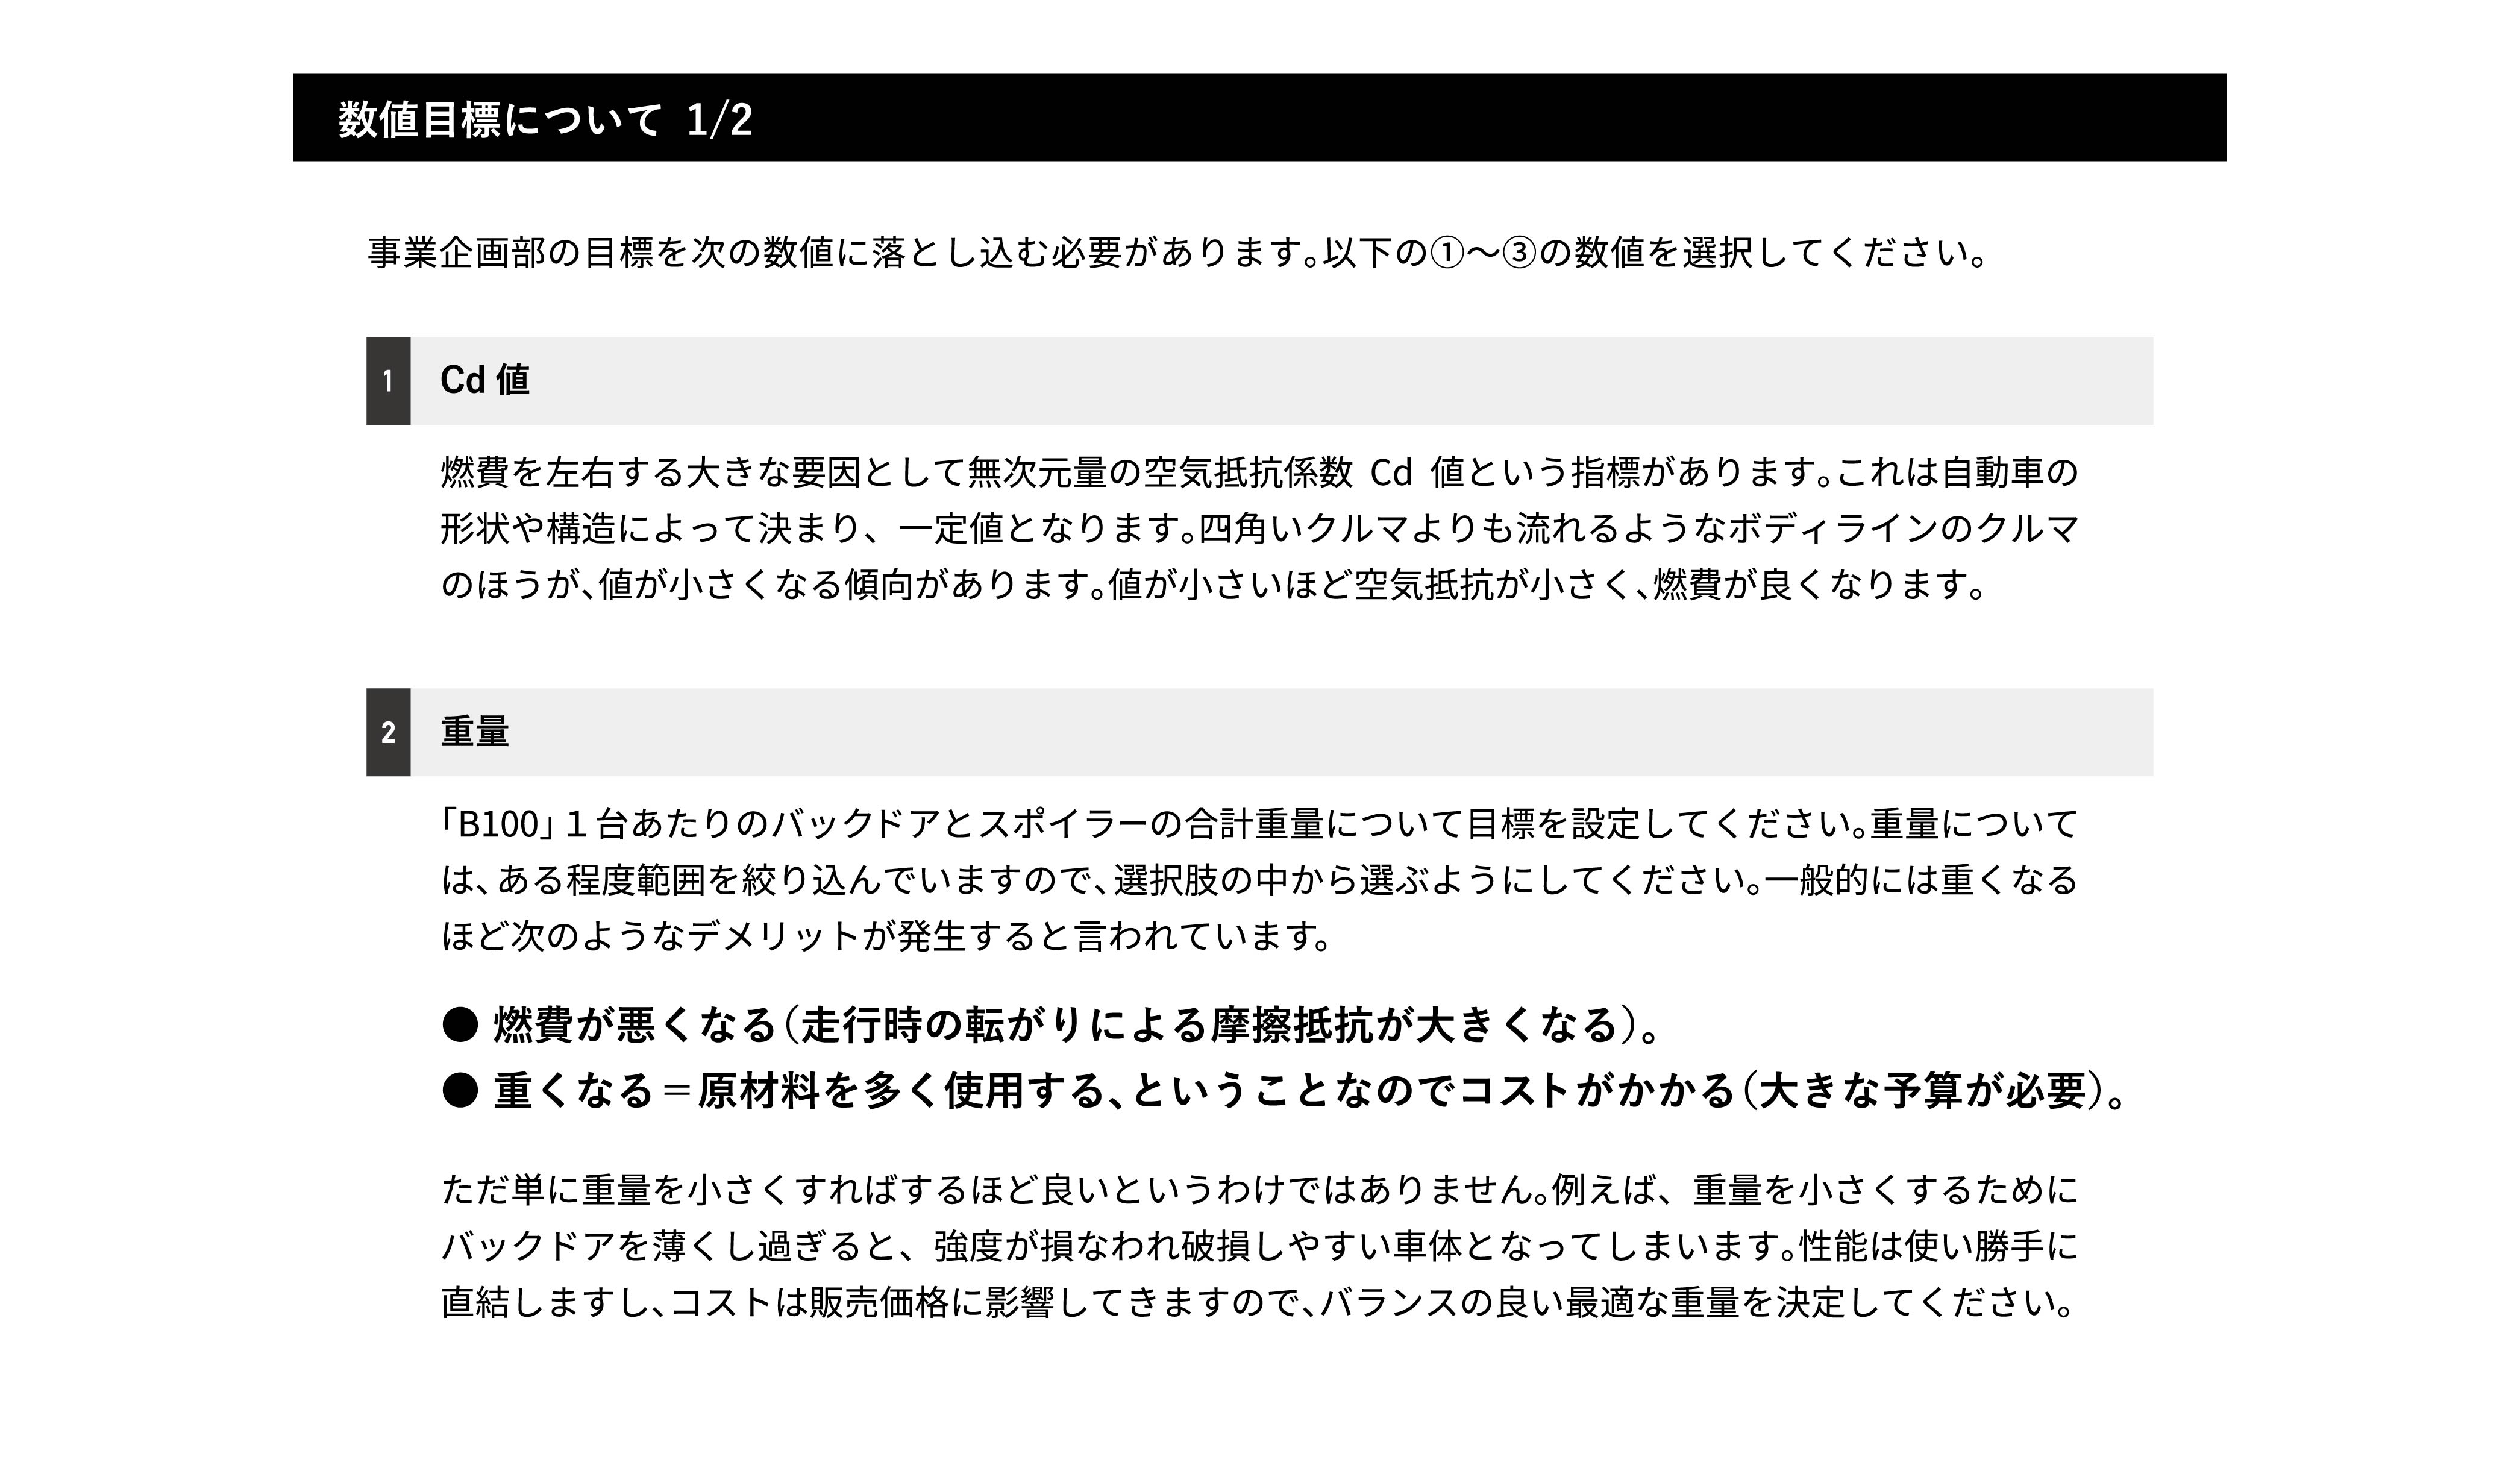 数値目標について 1/2
事業企画部の目標を次の数値に落とし込む必要があります。以下の①～③の数値を選択してください。
1 Cd 値
燃費を左右する大きな要因として無次元量の空気抵抗係数 Cd 値という指標があります。これは自動車の
形状や構造によって決まり、一定値となります。四角いクルマよりも流れるようなボディラインのクルマ
のほうが、値が小さくなる傾向があります。値が小さいほど空気抵抗が小さく、燃費が良くなります。
2 重量
「B100」１台あたりのバックドアとスポイラーの合計重量について目標を設定してください。重量について
は、ある程度範囲を絞り込んでいますので、選択肢の中から選ぶようにしてください。一般的には重くなる
ほど次のようなデメリットが発生すると言われています。
● 燃費が悪くなる（走行時の転がりによる摩擦抵抗が大きくなる）。
● 重くなる＝原材料を多く使用する、ということなのでコストがかかる（大きな予算が必要）。
ただ単に重量を小さくすればするほど良いというわけではありません。例えば、重量を小さくするために
バックドアを薄くし過ぎると、強度が損なわれ破損しやすい車体となってしまいます。性能は使い勝手に
直結しますし、コストは販売価格に影響してきますので、バランスの良い最適な重量を決定してください。